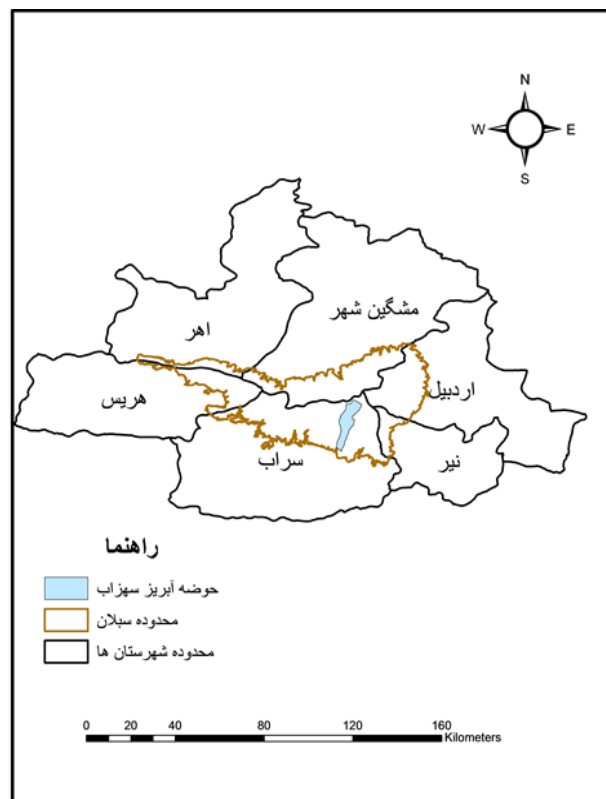 N
W E
S
مشگین شهر
اهر
اردبیل
هریس
سراب
نیر
راهنما
حوضه آبریز سهزاب
محدوده سبلان
محدوده شهرستان ها
0 20 40 80 120 160
Kilometers